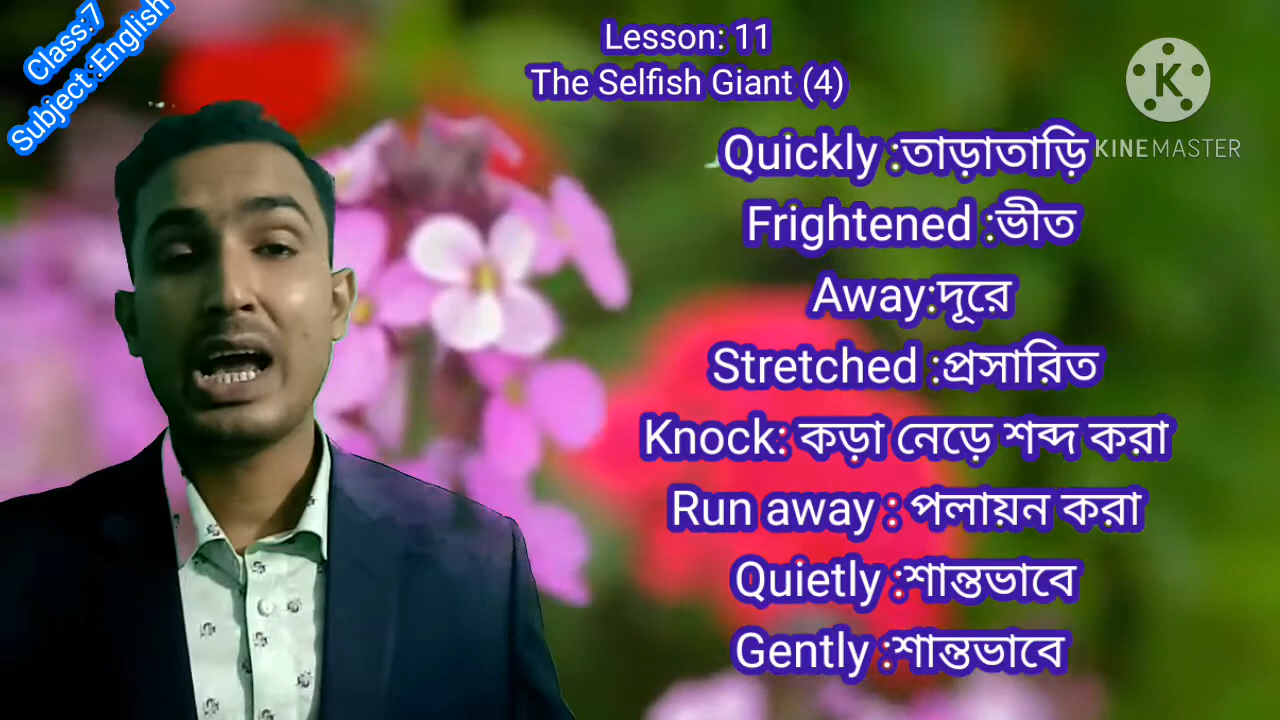 Class:7
Subject:English
Lesson: 11
The Selfish Giant (4)
K
KINEMASTER
Quickly :তাড়াতাড়ি
Frightened :ভীত
Away:দূরে
Stretched :প্রসারিত
Knock: কড়া নেড়ে শব্দ করা
Run away : পলায়ন করা
Quietly :শান্তভাবে
Gently :শান্তভাবে